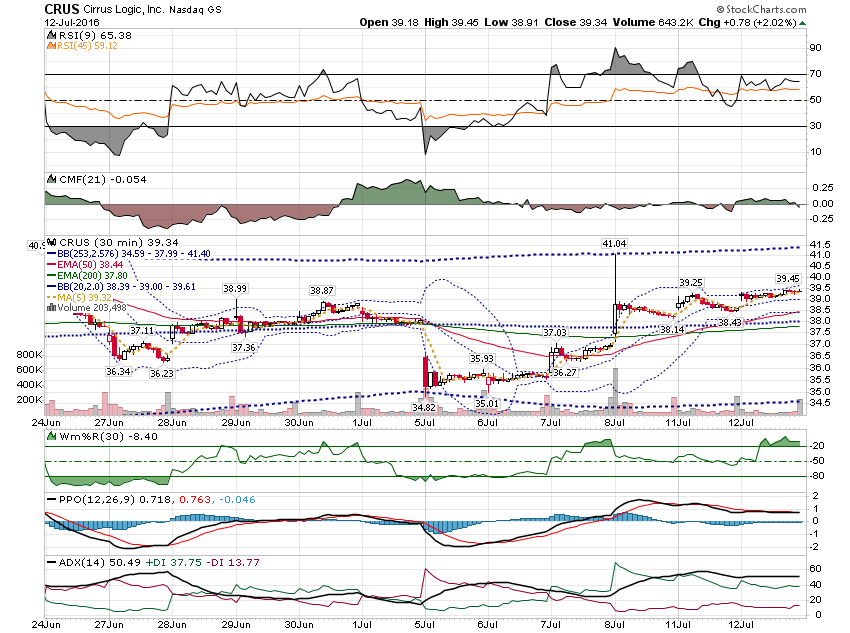 CRUS Cirrus Logic, Inc. Nasdaq GS © StockCharts.com
12-Jul-2016 Open 39.18 High 39.45 Low 38.91 Close 39.34 Volume 643.2K Chg +0.78 (+2.02%)
RSI(9) 65.38
RSI(45) 59.12
90
70
50
30
10
CMF(21) -0.054
0.25
0.00
-0.25
CRUS (30 min) 39.34
BB(253,2.576) 34.59 - 37.99 - 41.40
EMA(50) 38.44
EMA(200) 37.80
BB(20,2.0) 38.39 - 39.00 - 39.61
MA(5) 39.32
Volume 203,498
41.04
39.45
39.25
38.99
38.87
38.43
38.14
37.36
37.11
37.03
36.34
36.23
36.27
35.93
35.01
34.82
41.5
41.0
40.5
40.0
39.5
39.0
38.5
38.0
37.5
37.0
36.5
36.0
35.5
35.0
34.5
800K
600K
400K
200K
24Jun 27Jun 28Jun 29Jun 30Jun 1Jul 5Jul 6Jul 7Jul 8Jul 11Jul 12Jul
Wm%R(30) -8.40
-20
-50
-80
PPO(12,26,9) 0.718, 0.763, -0.046
2
1
0
-1
-2
ADX(14) 50.49 +DI 37.75 -DI 13.77
60
40
20
0
24Jun 27Jun 28Jun 29Jun 30Jun 1Jul 5Jul 6Jul 7Jul 8Jul 11Jul 12Jul